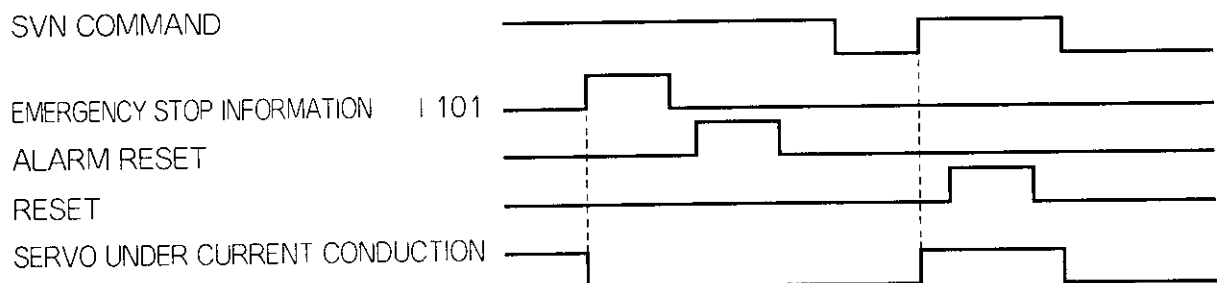 SVN COMMAND
EMERGENCY STOP INFORMATION I 101
ALARM RESET
RESET
SERVO UNDER CURRENT CONDUCTION